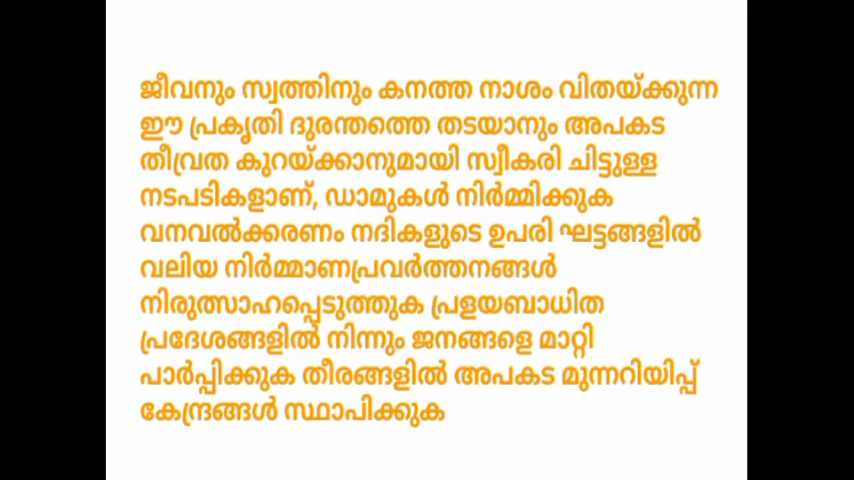 ജീവനും സ്വത്തിനും കനത്ത നാശം വിതയ്ക്കുന്ന
ഈ പ്രകൃതി ദുരന്തത്തെ തടയാനും അപകട
തീവ്രത കുറയ്ക്കാനുമായി സ്വീകരി ചിട്ടുള്ള
നടപടികളാണ്, ഡാമുകൾ നിർമ്മിക്കുക
വനവൽക്കരണം നദികളുടെ ഉപരി ഘട്ടങ്ങളിൽ
വലിയ നിർമ്മാണപ്രവർത്തനങ്ങൾ
നിരുത്സാഹപ്പെടുത്തുക പ്രളയബാധിത
പ്രദേശങ്ങളിൽ നിന്നും ജനങ്ങളെ മാറ്റി
പാർപ്പിക്കുക തീരങ്ങളിൽ അപകട മുന്നറിയിപ്പ്
കേന്ദ്രങ്ങൾ സ്ഥാപിക്കുക